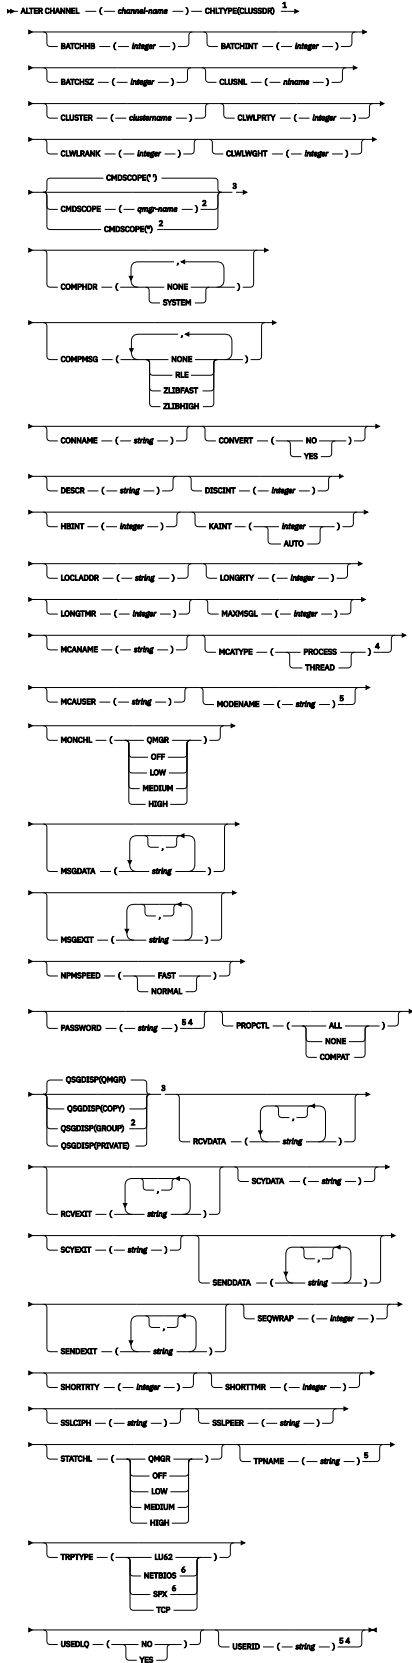 ALTER CHANNEL ( channel-name ) CHLTYPE(CLUSSDR) 1
BATCHHB ( integer ) BATCHINT ( integer )
BATCHSZ ( integer ) CLUSNL ( nlname )
CLUSTER ( clustername ) CLWLPRTY ( integer )
CLWLRANK ( integer ) CLWLWGHT ( integer )
CMDSCOPE(' ')
3
CMDSCOPE ( qmgr-name ) 2
CMDSCOPE(*) 2
,
COMPHDR ( NONE )
SYSTEM
,
COMPMSG ( NONE )
RLE
ZLIBFAST
ZLIBHIGH
CONNAME ( string ) CONVERT ( NO )
YES
DESCR ( string ) DISCINT ( integer )
HBINT ( integer ) KAINT ( integer )
AUTO
LOCLADDR ( string ) LONGRTY ( integer )
LONGTMR ( integer ) MAXMSGL ( integer )
MCANAME ( string ) MCATYPE ( PROCESS ) 4
THREAD
MCAUSER ( string ) MODENAME ( string ) 5
MONCHL ( QMGR )
OFF
LOW
MEDIUM
HIGH
,
MSGDATA ( string )
,
MSGEXIT ( string )
NPMSPEED ( FAST )
NORMAL
PASSWORD ( string ) 5 4 PROPCTL ( ALL )
NONE
COMPAT
QSGDISP(QMGR)
3
QSGDISP(COPY)
QSGDISP(GROUP) 2
QSGDISP(PRIVATE)
,
RCVDATA ( string )
,
RCVEXIT ( string ) SCYDATA ( string )
SCYEXIT ( string )
,
SENDDATA ( string )
,
SENDEXIT ( string ) SEQWRAP ( integer )
SHORTRTY ( integer ) SHORTTMR ( integer )
SSLCIPH ( string ) SSLPEER ( string )
STATCHL ( QMGR ) TPNAME ( string ) 5
OFF
LOW
MEDIUM
HIGH
TRPTYPE ( LU62 )
NETBIOS 6
SPX 6
TCP
USEDLQ ( NO ) USERID ( string ) 5 4
YES